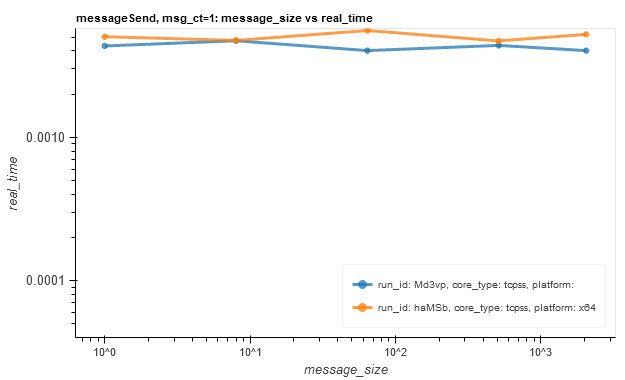 messageSend, msg_ct=1: message_size vs real_time
0.0010
0.0001
real_time
run_id: Md3vp, core_type: tcpss, platform:
run_id: haMSb, core_type: tcpss, platform: x64
10^0
10^1
10^2
10^3
message_size